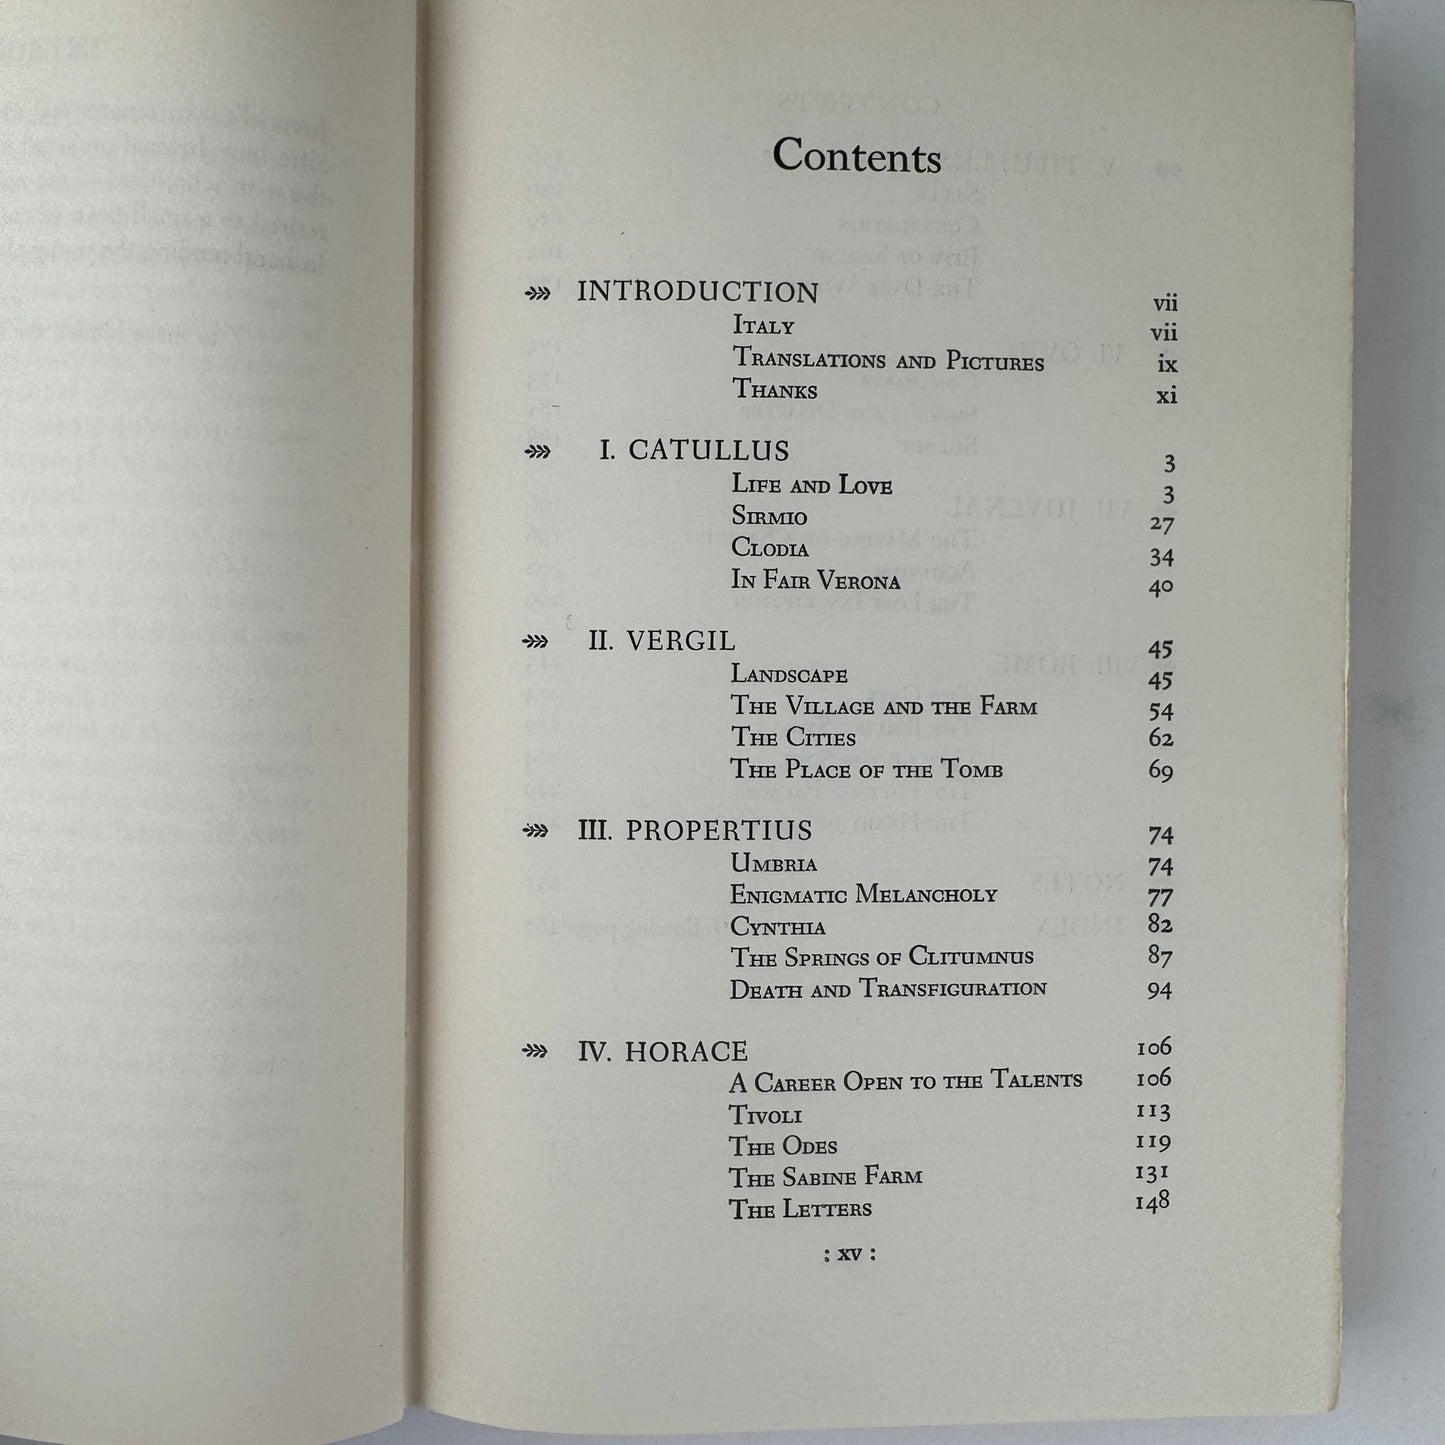 Contents
INTRODUCTION vii
ITALY vii
TRANSLATIONS AND PICTURES ix
THANKS xi
I. CATULLUS 3
LIFE AND LOVE 3
SIRMIO 27
CLODIA 34
IN FAIR VERONA 40
II. VERGIL 45
LANDSCAPE 45
THE VILLAGE AND THE FARM 54
THE CITIES 62
THE PLACE OF THE TOMB 69
III. PROPERTIUS 74
UMBRIA 74
ENIGMATIC MELANCHOLY 77
CYNTHIA 82
THE SPRINGS OF CLITUMNUS 87
DEATH AND TRANSFIGURATION 94
IV. HORACE 106
A CAREER OPEN TO THE TALENTS 106
TIVOLI 113
THE ODES 119
THE SABINE FARM 131
THE LETTERS 148
: xv :